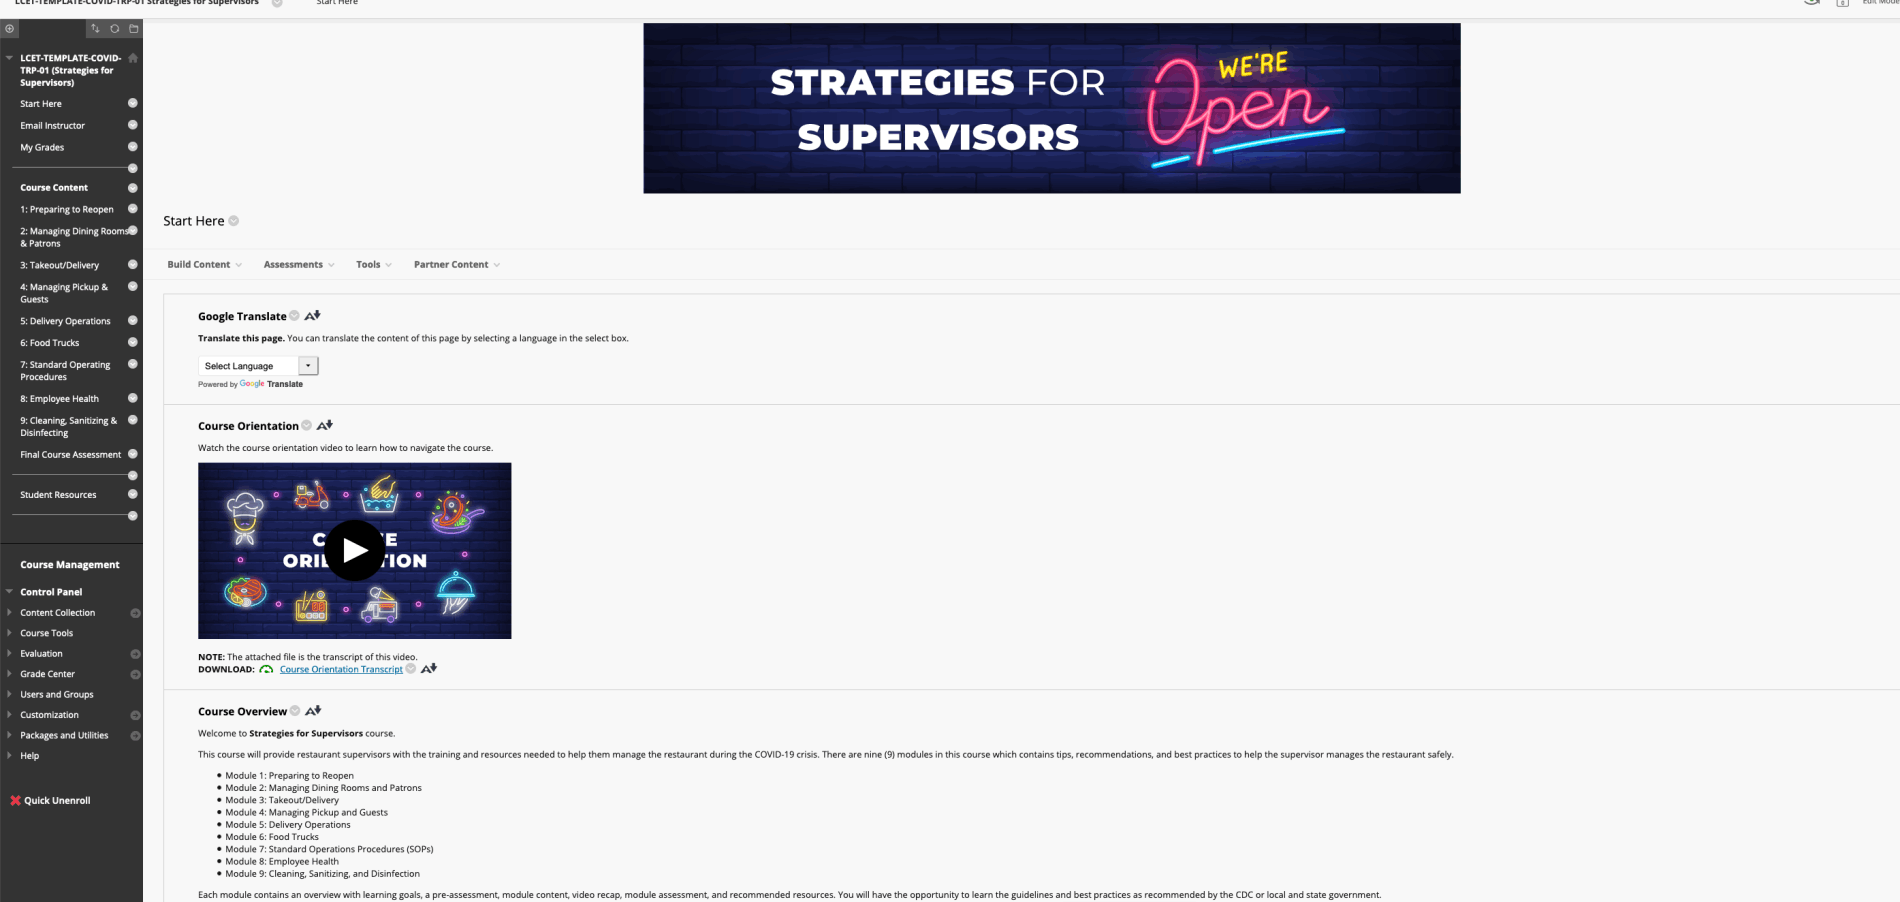 LCET-TEMPLATE-COVID-TRP-01 Strategies for Supervisors
Start Here
Edit Mode
LCET-TEMPLATE-COVID-
TRP-01 (Strategies for
Supervisors)
Start Here
Email Instructor
My Grades
Course Content
1: Preparing to Reopen
2: Managing Dining Rooms
& Patrons
3: Takeout/Delivery
4: Managing Pickup &
Guests
5: Delivery Operations
6: Food Trucks
7: Standard Operating
Procedures
8: Employee Health
9: Cleaning, Sanitizing &
Disinfecting
Final Course Assessment
Student Resources
Course Management
Control Panel
Content Collection
Course Tools
Evaluation
Grade Center
Users and Groups
Customization
Packages and Utilities
Help
Quick Unenroll
STRATEGIES FOR
SUPERVISORS
WE'RE
Open
Start Here
Build Content
Assessments
Tools
Partner Content
Google Translate
Translate this page. You can translate the content of this page by selecting a language in the select box.
Select Language
Powered by Google Translate
Course Orientation
Watch the course orientation video to learn how to navigate the course.
C E
ORI TION
NOTE: The attached file is the transcript of this video.
DOWNLOAD: Course Orientation Transcript
Course Overview
Welcome to Strategies for Supervisors course.
This course will provide restaurant supervisors with the training and resources needed to help them manage the restaurant during the COVID-19 crisis. There are nine (9) modules in this course which contains tips, recommendations, and best practices to help the supervisor manages the restaurant safely.
Module 1: Preparing to Reopen
Module 2: Managing Dining Rooms and Patrons
Module 3: Takeout/Delivery
Module 4: Managing Pickup and Guests
Module 5: Delivery Operations
Module 6: Food Trucks
Module 7: Standard Operations Procedures (SOPs)
Module 8: Employee Health
Module 9: Cleaning, Sanitizing, and Disinfection
Each module contains an overview with learning goals, a pre-assessment, module content, video recap, module assessment, and recommended resources. You will have the opportunity to learn the guidelines and best practices as recommended by the CDC or local and state government.